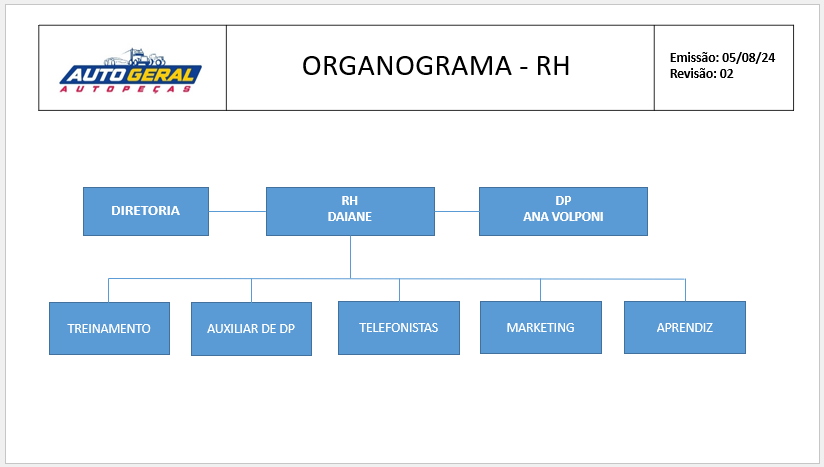 AUTO GERAL
AUTOPEÇAS
ORGANOGRAMA - RH
Emissão: 05/08/24
Revisão: 02
DIRETORIA
RH
DAIANE
DP
ANA VOLPONI
TREINAMENTO
AUXILIAR DE DP
TELEFONISTAS
MARKETING
APRENDIZ